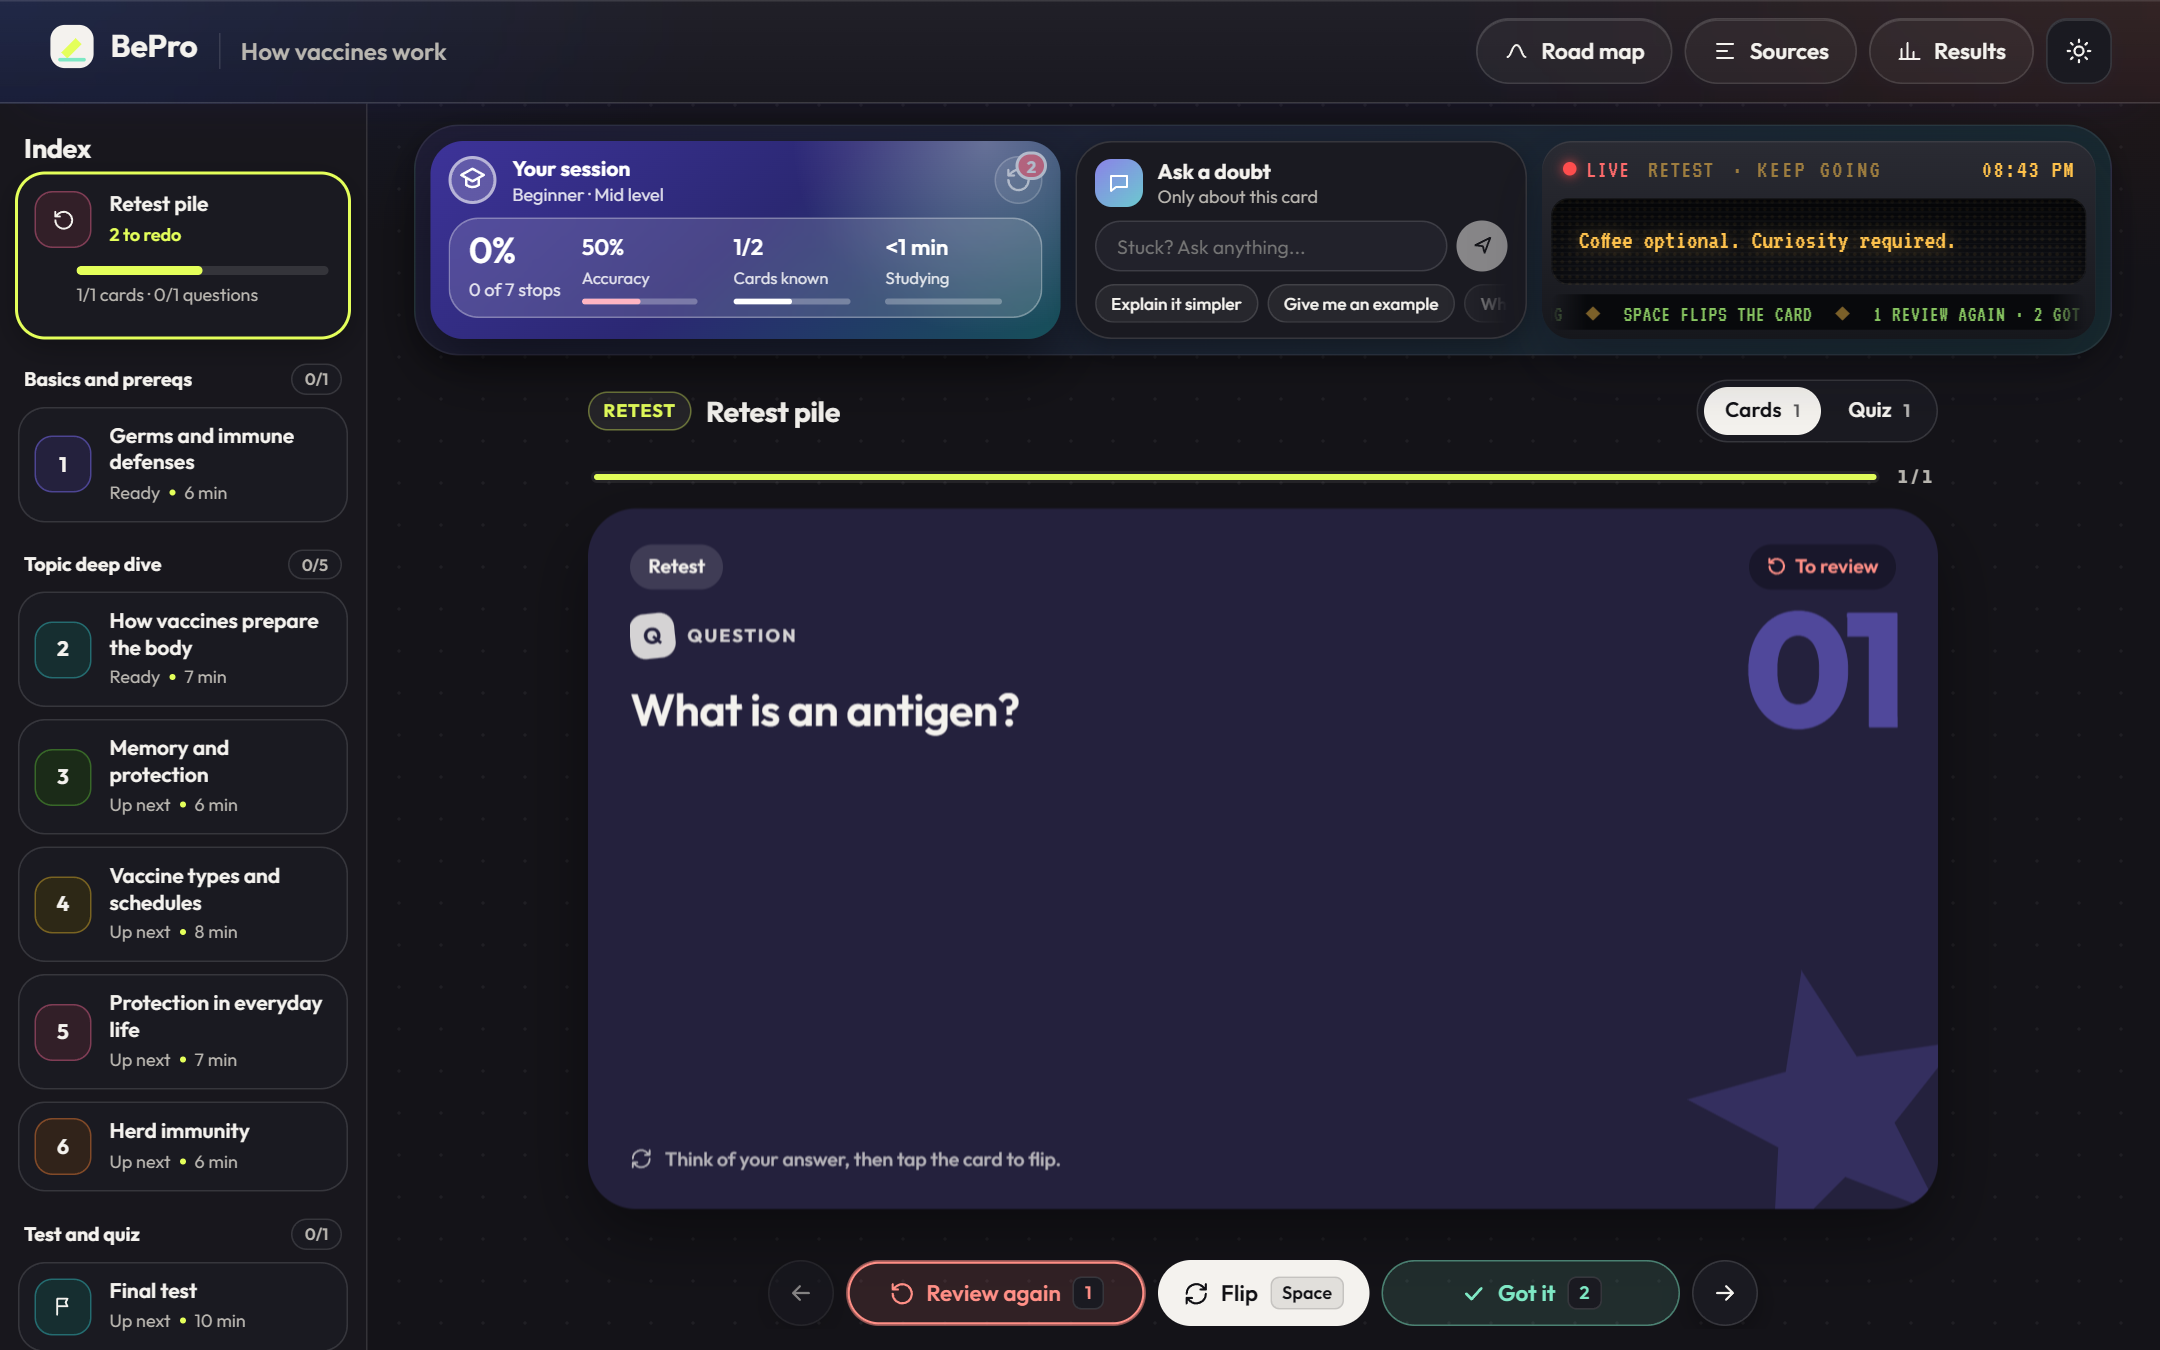 BePro
How vaccines work
Road map
Sources
Results
Index
Retest pile
2 to redo
1/1 cards · 0/1 questions
Basics and prereqs 0/1
1
Germs and immune
defenses
Ready • 6 min
Topic deep dive 0/5
2
How vaccines prepare
the body
Ready • 7 min
3
Memory and
protection
Up next • 6 min
4
Vaccine types and
schedules
Up next • 8 min
5
Protection in everyday
life
Up next • 7 min
6
Herd immunity
Up next • 6 min
Test and quiz 0/1
Final test
Up next • 10 min
Your session
Beginner · Mid level
2
0%
0 of 7 stops
50%
Accuracy
1/2
Cards known
<1 min
Studying
Ask a doubt
Only about this card
Stuck? Ask anything...
Explain it simpler
Give me an example
Wh
LIVE RETEST · KEEP GOING 08:43 PM
Coffee optional. Curiosity required.
G ◆ SPACE FLIPS THE CARD ◆ 1 REVIEW AGAIN · 2 GOT
RETEST Retest pile
Cards 1
Quiz 1
1/1
Retest
To review
Q QUESTION
01
What is an antigen?
Think of your answer, then tap the card to flip.
Review again 1
Flip Space
Got it 2